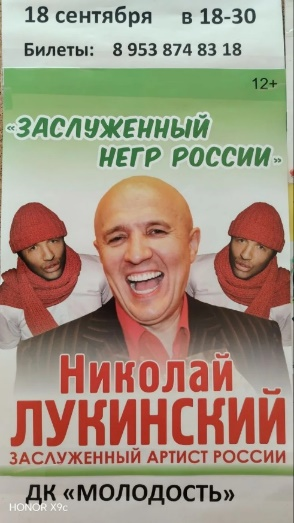 18 сентября в 18-30
Билеты: 8 953 874 83 18
12+
«ЗАСЛУЖЕННЫЙ
НЕГР РОССИИ»
Николай
ЛУКИНСКИЙ
ЗАСЛУЖЕННЫЙ АРТИСТ РОССИИ
ДК «МОЛОДОСТЬ»
HONOR X9c